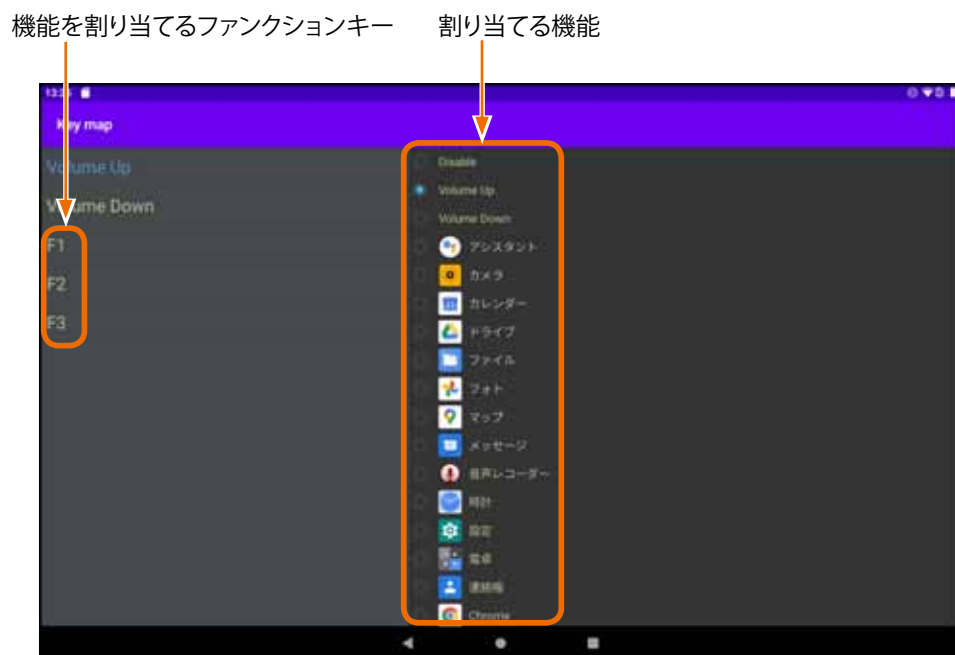 機能を割り当てるファンクションキー
割り当てる機能
Key map
Volume Up
Volume Down
F1
F2
F3
Disable
Volume Up
Volume Down
アシスタント
カメラ
カレンダー
ドライブ
ファイル
フォト
マップ
メッセージ
音声レコーダー
時計
設定
電卓
連絡帳
Chrome